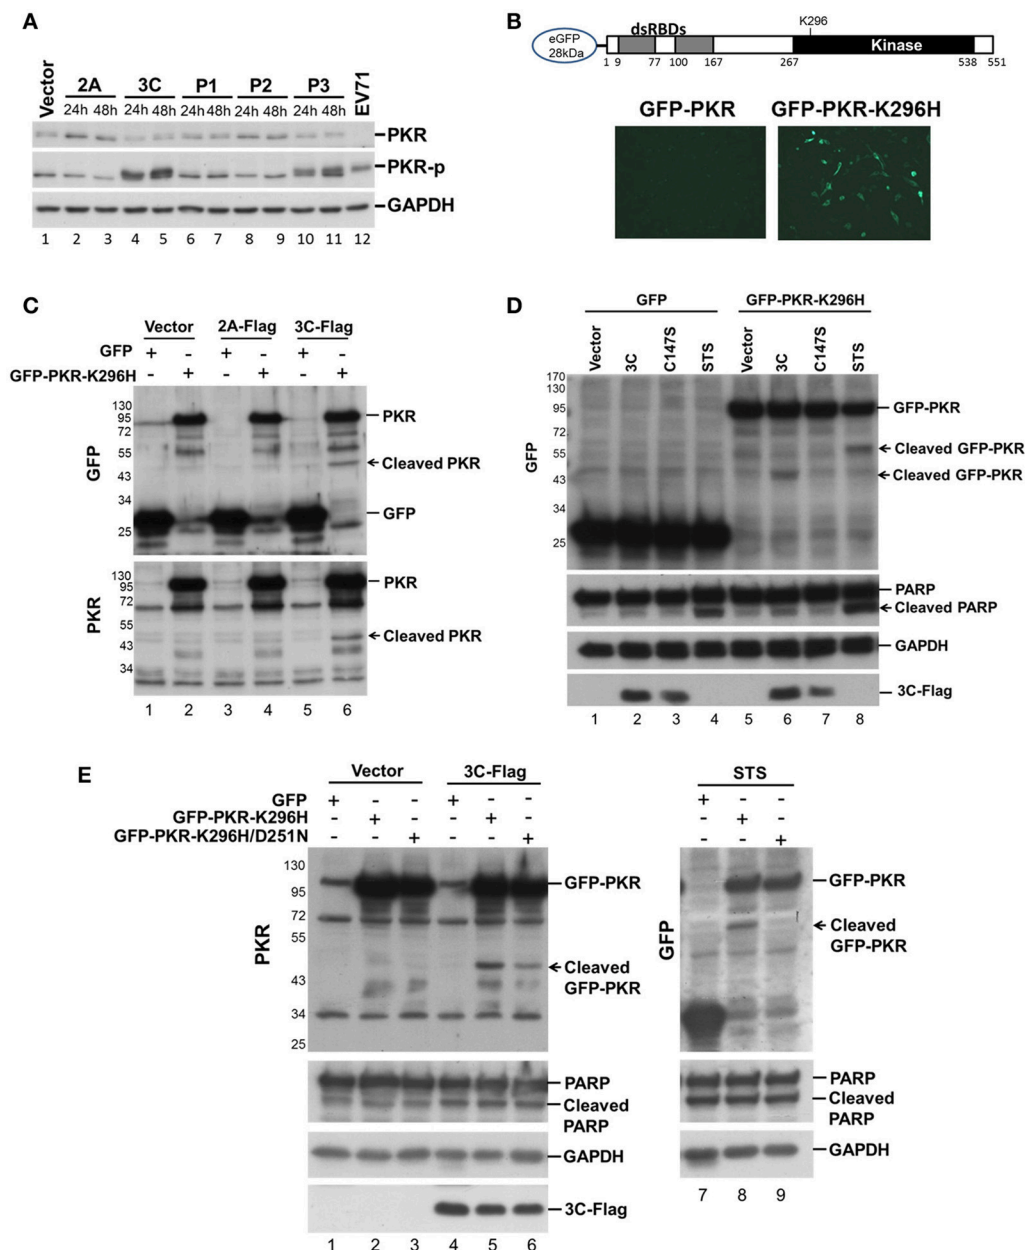 A
Vector 2A 3C P1 P2 P3 EV71
24h 48h 24h 48h 24h 48h 24h 48h 24h 48h
PKR
PKR-p
GAPDH
1 2 3 4 5 6 7 8 9 10 11 12
B
K296
dsRBDs
eGFP
28kDa
Kinase
1 9 77 100 167 267 538 551
GFP-PKR GFP-PKR-K296H
C
Vector 2A-Flag 3C-Flag
GFP + - + - + -
GFP-PKR-K296H - + - + - +
GFP
130
95
72
55
43
34
25
PKR
Cleaved PKR
GFP
PKR
130
95
72
55
43
34
PKR
Cleaved PKR
1 2 3 4 5 6
D
GFP GFP-PKR-K296H
Vector 3C C147S STS Vector 3C C147S STS
GFP
170
130
95
72
55
43
34
25
GFP-PKR
Cleaved GFP-PKR
Cleaved GFP-PKR
PARP
Cleaved PARP
GAPDH
3C-Flag
1 2 3 4 5 6 7 8
E
Vector 3C-Flag
GFP + - - + - -
GFP-PKR-K296H - + - - + -
GFP-PKR-K296H/D251N - - + - - +
PKR
130
95
72
55
43
34
25
GFP-PKR
Cleaved
GFP-PKR
PARP
Cleaved
PARP
GAPDH
3C-Flag
1 2 3 4 5 6
STS
+ - -
- + -
- - +
GFP
GFP-PKR
Cleaved
GFP-PKR
PARP
Cleaved
PARP
GAPDH
7 8 9